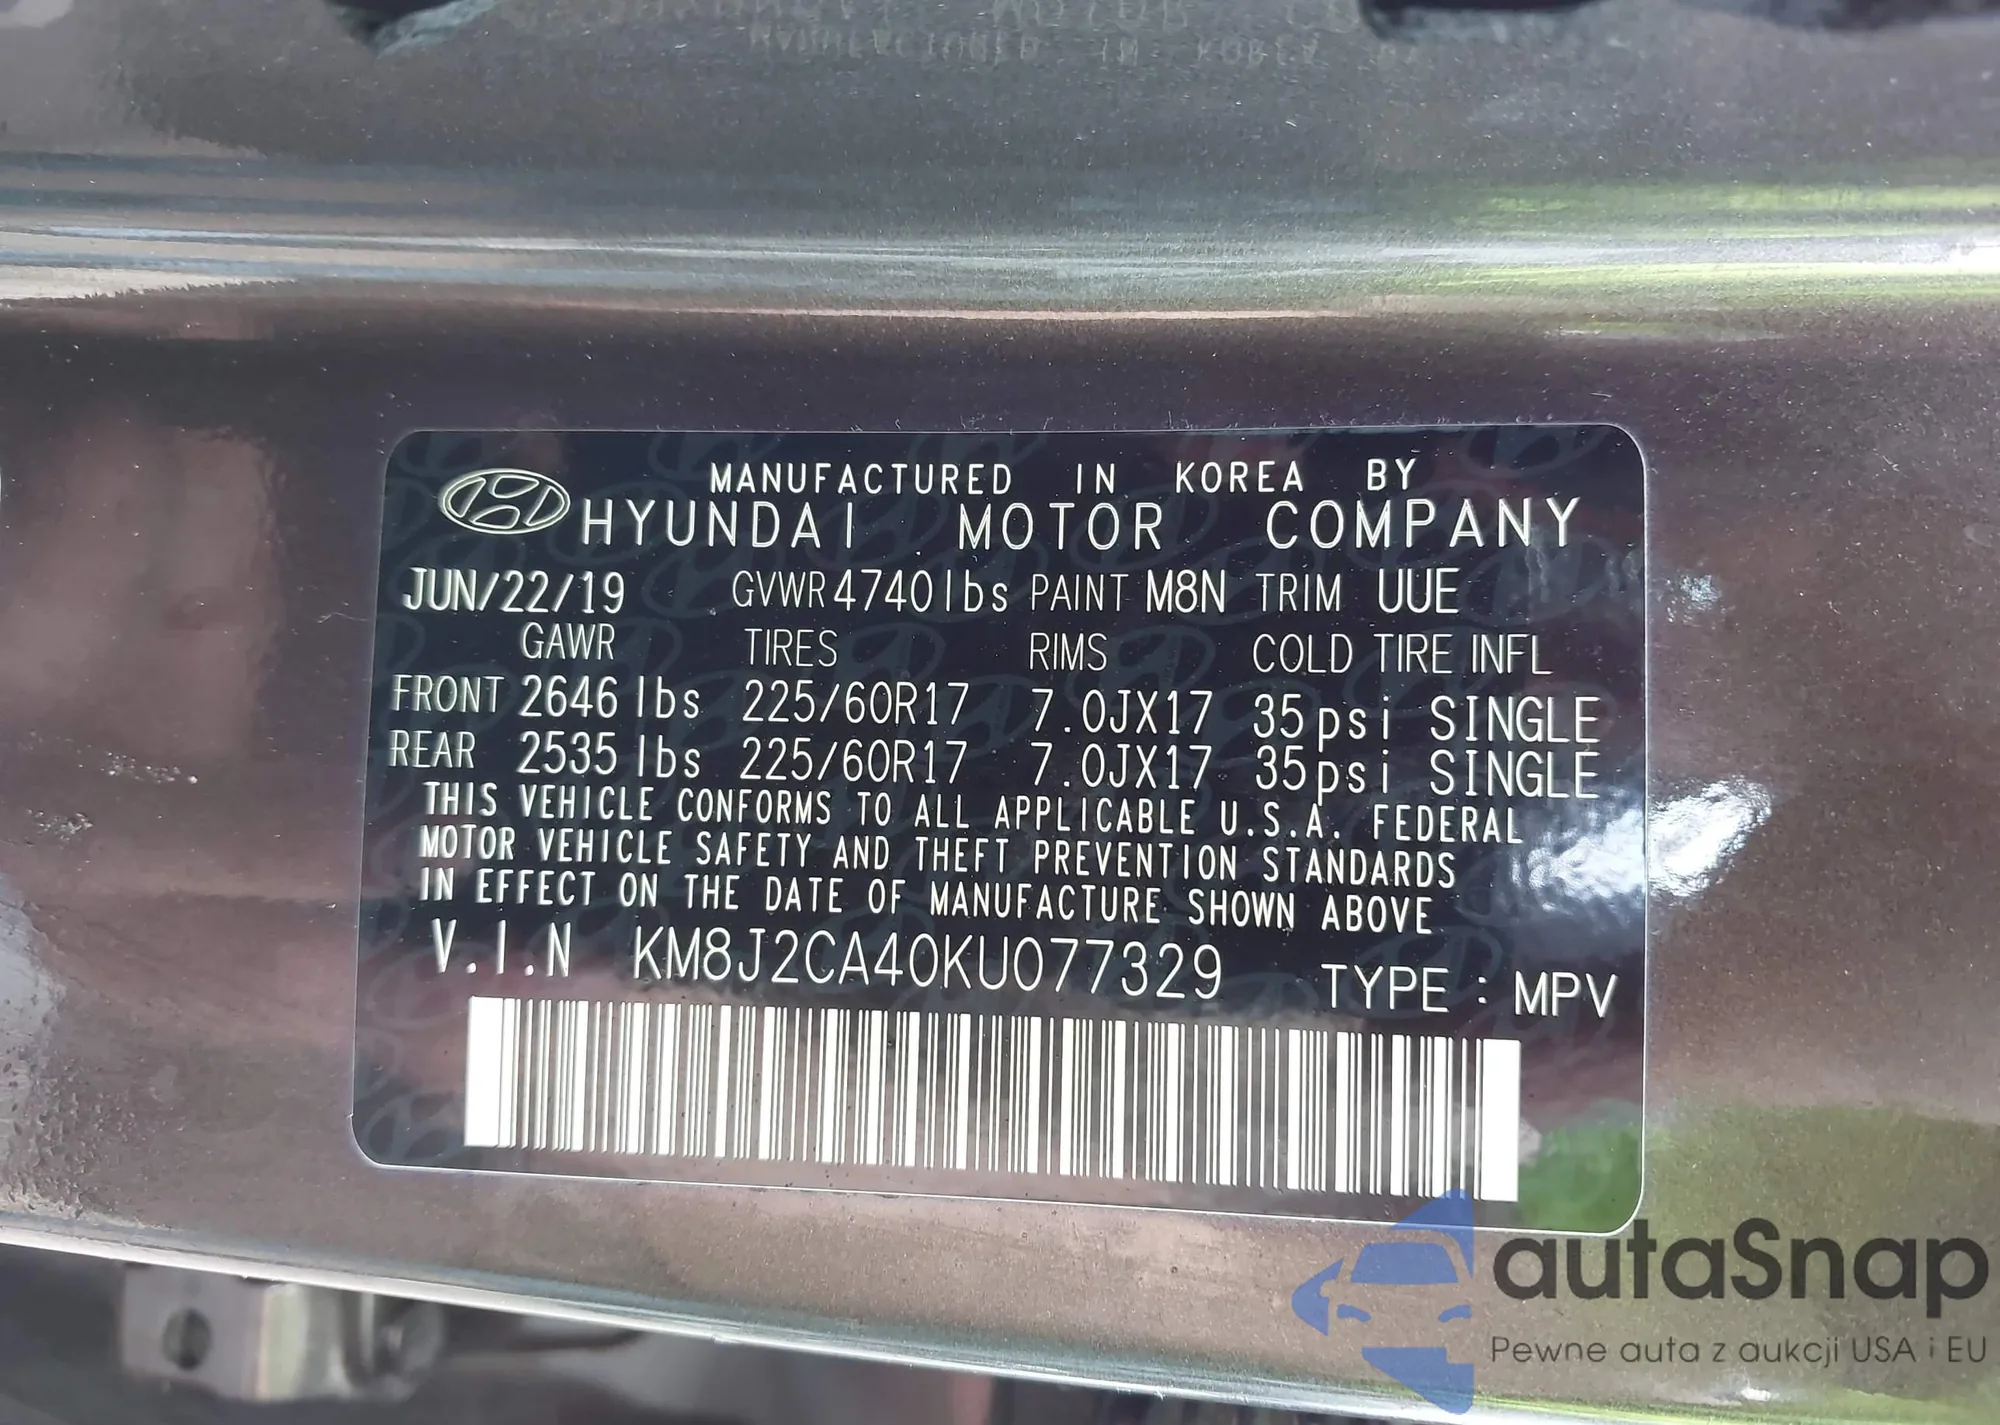 MANUFACTURED IN KOREA BY
HYUNDAI MOTOR COMPANY
JUN/22/19 GVWR 4740 lbs PAINT M8N TRIM UUE
GAWR TIRES RIMS COLD TIRE INFL
FRONT 2646 lbs 225/60R17 7.0JX17 35psi SINGLE
REAR 2535 lbs 225/60R17 7.0JX17 35psi SINGLE
THIS VEHICLE CONFORMS TO ALL APPLICABLE U.S.A. FEDERAL
MOTOR VEHICLE SAFETY AND THEFT PREVENTION STANDARDS
IN EFFECT ON THE DATE OF MANUFACTURE SHOWN ABOVE
V.I.N KM8J2CA40KU077329 TYPE : MPV
autaSnap
Pewne auta z aukcji USA i EU